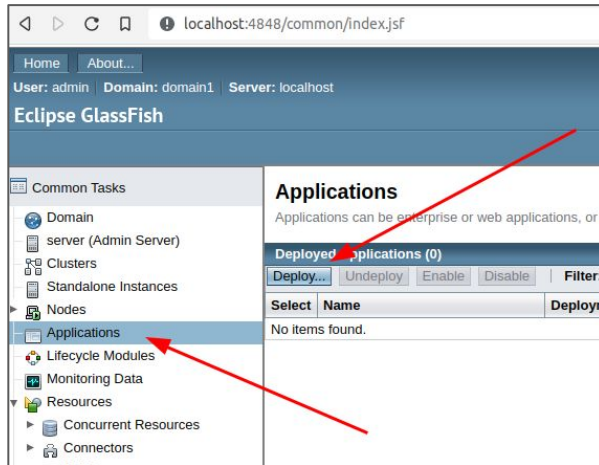 localhost:4848/common/index.jsf
Home About...
User: admin Domain: domain1 Server: localhost
Eclipse GlassFish
Common Tasks
Domain
server (Admin Server)
Clusters
Standalone Instances
Nodes
Applications
Lifecycle Modules
Monitoring Data
Resources
Concurrent Resources
Connectors
Applications
Applications can be enterprise or web applications, or
Deployed Applications (0)
Deploy... Undeploy Enable Disable Filter:
Select Name Deploym
No items found.